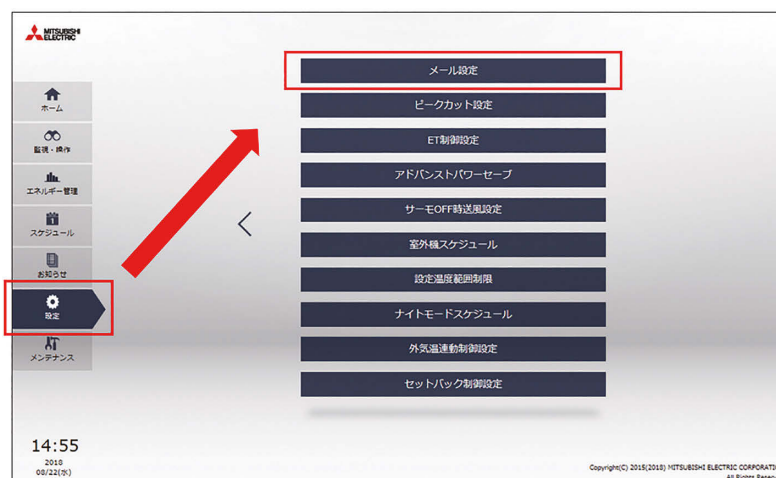 MITSUBISHI
ELECTRIC
ホーム
監視・操作
エネルギー管理
スケジュール
お知らせ
設定
メンテナンス
メール設定
ピークカット設定
ET制御設定
アドバンストパワーセーブ
サーモOFF時送風設定
室外機スケジュール
設定温度範囲制限
ナイトモードスケジュール
外気温連動制御設定
セットバック制御設定
14:55
2018
08/22(水)
Copyright(C) 2015(2018) MITSUBISHI ELECTRIC CORPORATI
All Rights Reser